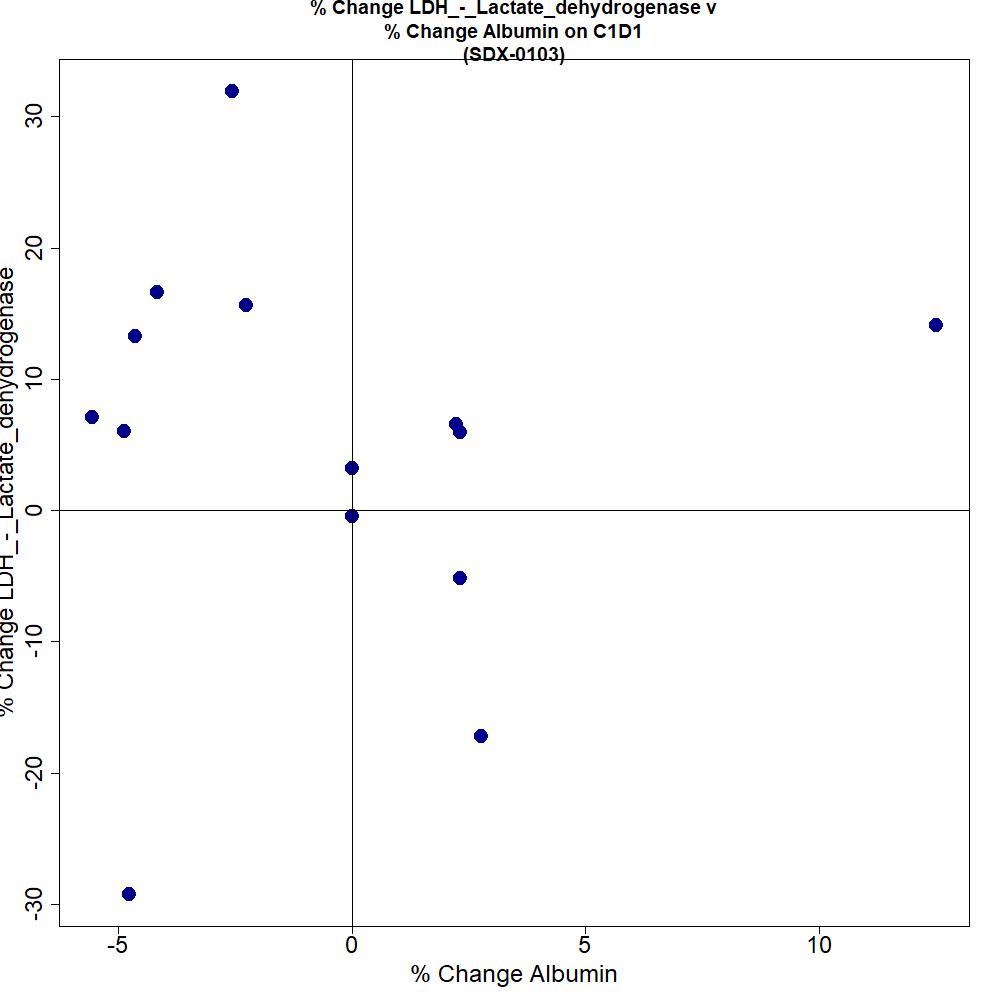 % Change LDH_-_Lactate_dehydrogenase v
% Change Albumin on C1D1
(SDX-0103)
% Change LDH_-_Lactate_dehydrogenase
30
20
10
0
-10
-20
-30
-5
0
5
10
% Change Albumin